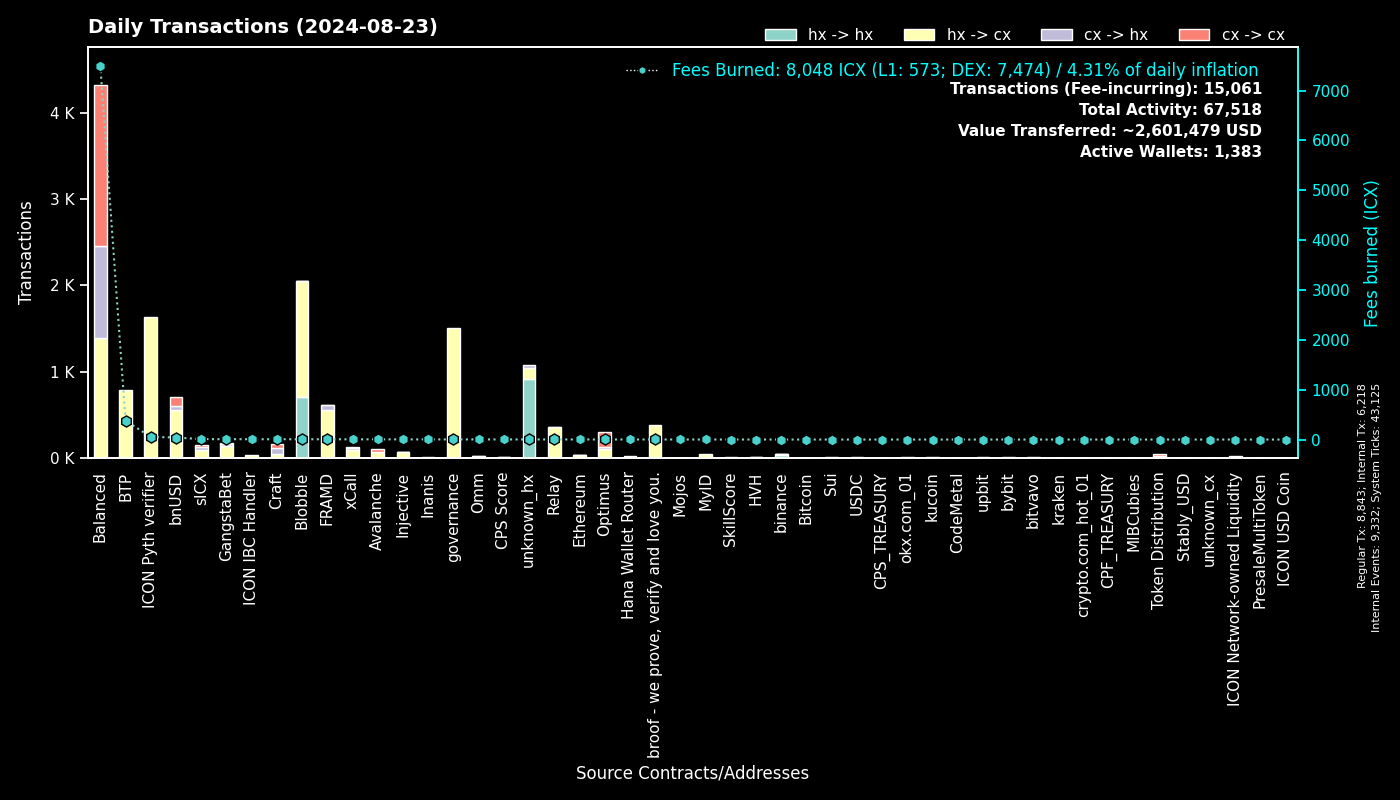 Daily Transactions (2024-08-23)
hx -> hx
hx -> cx
cx -> hx
cx -> cx
Fees Burned: 8,048 ICX (L1: 573; DEX: 7,474) / 4.31% of daily inflation
Transactions (Fee-incurring): 15,061
Total Activity: 67,518
Value Transferred: ~2,601,479 USD
Active Wallets: 1,383
Transactions
4 K
3 K
2 K
1 K
0 K
7000
6000
5000
4000
3000
2000
1000
0
Fees burned (ICX)
Regular Tx: 8,843; Internal Tx: 6,218
Internal Events: 9,332; System Ticks: 43,125
Balanced
BTP
ICON Pyth verifier
bnUSD
sICX
GangstaBet
ICON IBC Handler
Craft
Blobble
FRAMD
xCall
Avalanche
Injective
Inanis
governance
Omm
CPS Score
unknown_hx
Relay
Ethereum
Optimus
Hana Wallet Router
broof - we prove, verify and love you.
Mojos
MyID
SkillScore
HVH
binance
Bitcoin
Sui
USDC
CPS_TREASURY
okx.com_01
kucoin
CodeMetal
upbit
bybit
bitvavo
kraken
crypto.com_hot_01
CPF_TREASURY
MIBCubies
Token Distribution
Stably_USD
unknown_cx
ICON Network-owned Liquidity
PresaleMultiToken
ICON USD Coin
Source Contracts/Addresses